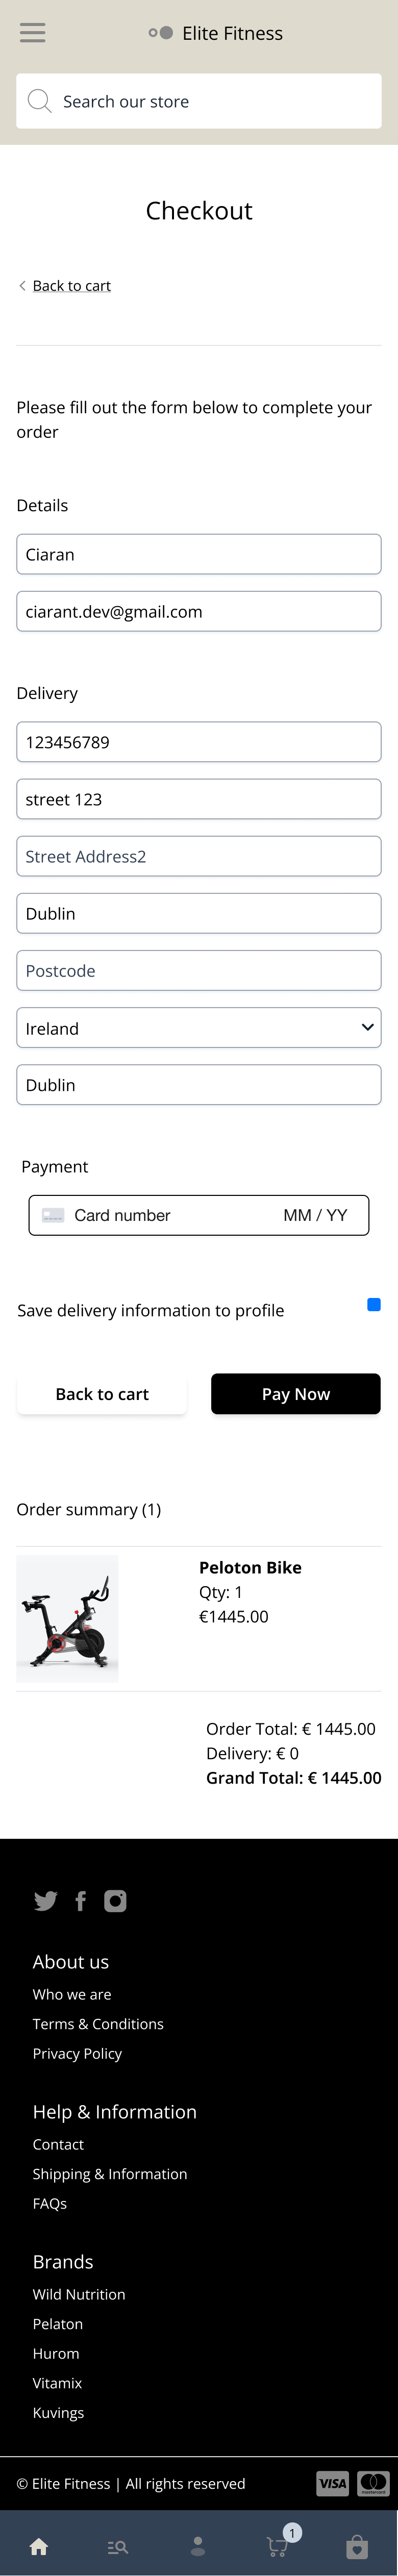 Elite Fitness
Search our store
Checkout
Back to cart
Please fill out the form below to complete your
order
Details
Ciaran
ciarant.dev@gmail.com
Delivery
123456789
street 123
Street Address2
Dublin
Postcode
Ireland
Dublin
Payment
Card number MM / YY
Save delivery information to profile
Back to cart Pay Now
Order summary (1)
Peloton Bike
Qty: 1
€1445.00
Order Total: € 1445.00
Delivery: € 0
Grand Total: € 1445.00
About us
Who we are
Terms & Conditions
Privacy Policy
Help & Information
Contact
Shipping & Information
FAQs
Brands
Wild Nutrition
Pelaton
Hurom
Vitamix
Kuvings
© Elite Fitness | All rights reserved VISA mastercard
1